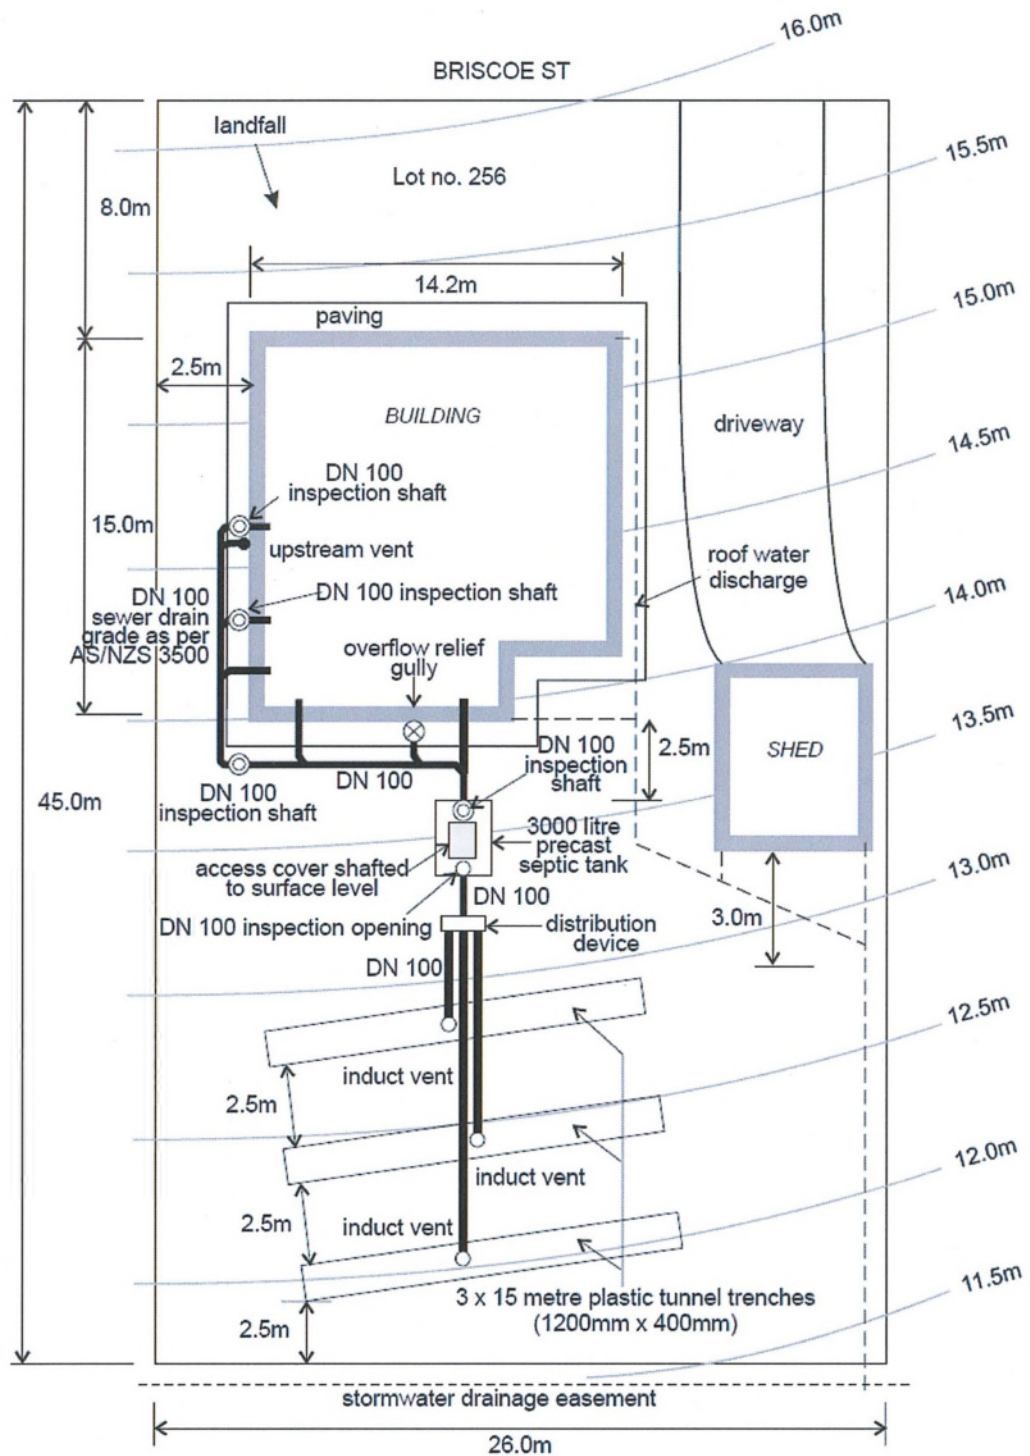 16.0m
BRISCOE ST
landfall
15.5m
Lot no. 256
8.0m
14.2m
15.0m
paving
2.5m
BUILDING
driveway
14.5m
DN 100
inspection shaft
15.0m
upstream vent
roof water
discharge
DN 100 inspection shaft
14.0m
DN 100
sewer drain
grade as per
AS/NZS 3500
overflow relief
gully
13.5m
2.5m
SHED
DN 100
inspection
shaft
DN 100
DN 100
inspection shaft
45.0m
3000 litre
precast
septic tank
access cover shafted
to surface level
13.0m
DN 100
3.0m
DN 100 inspection opening
distribution
device
DN 100
12.5m
induct vent
2.5m
12.0m
induct vent
induct vent
2.5m
11.5m
3 x 15 metre plastic tunnel trenches
(1200mm x 400mm)
2.5m
stormwater drainage easement
26.0m